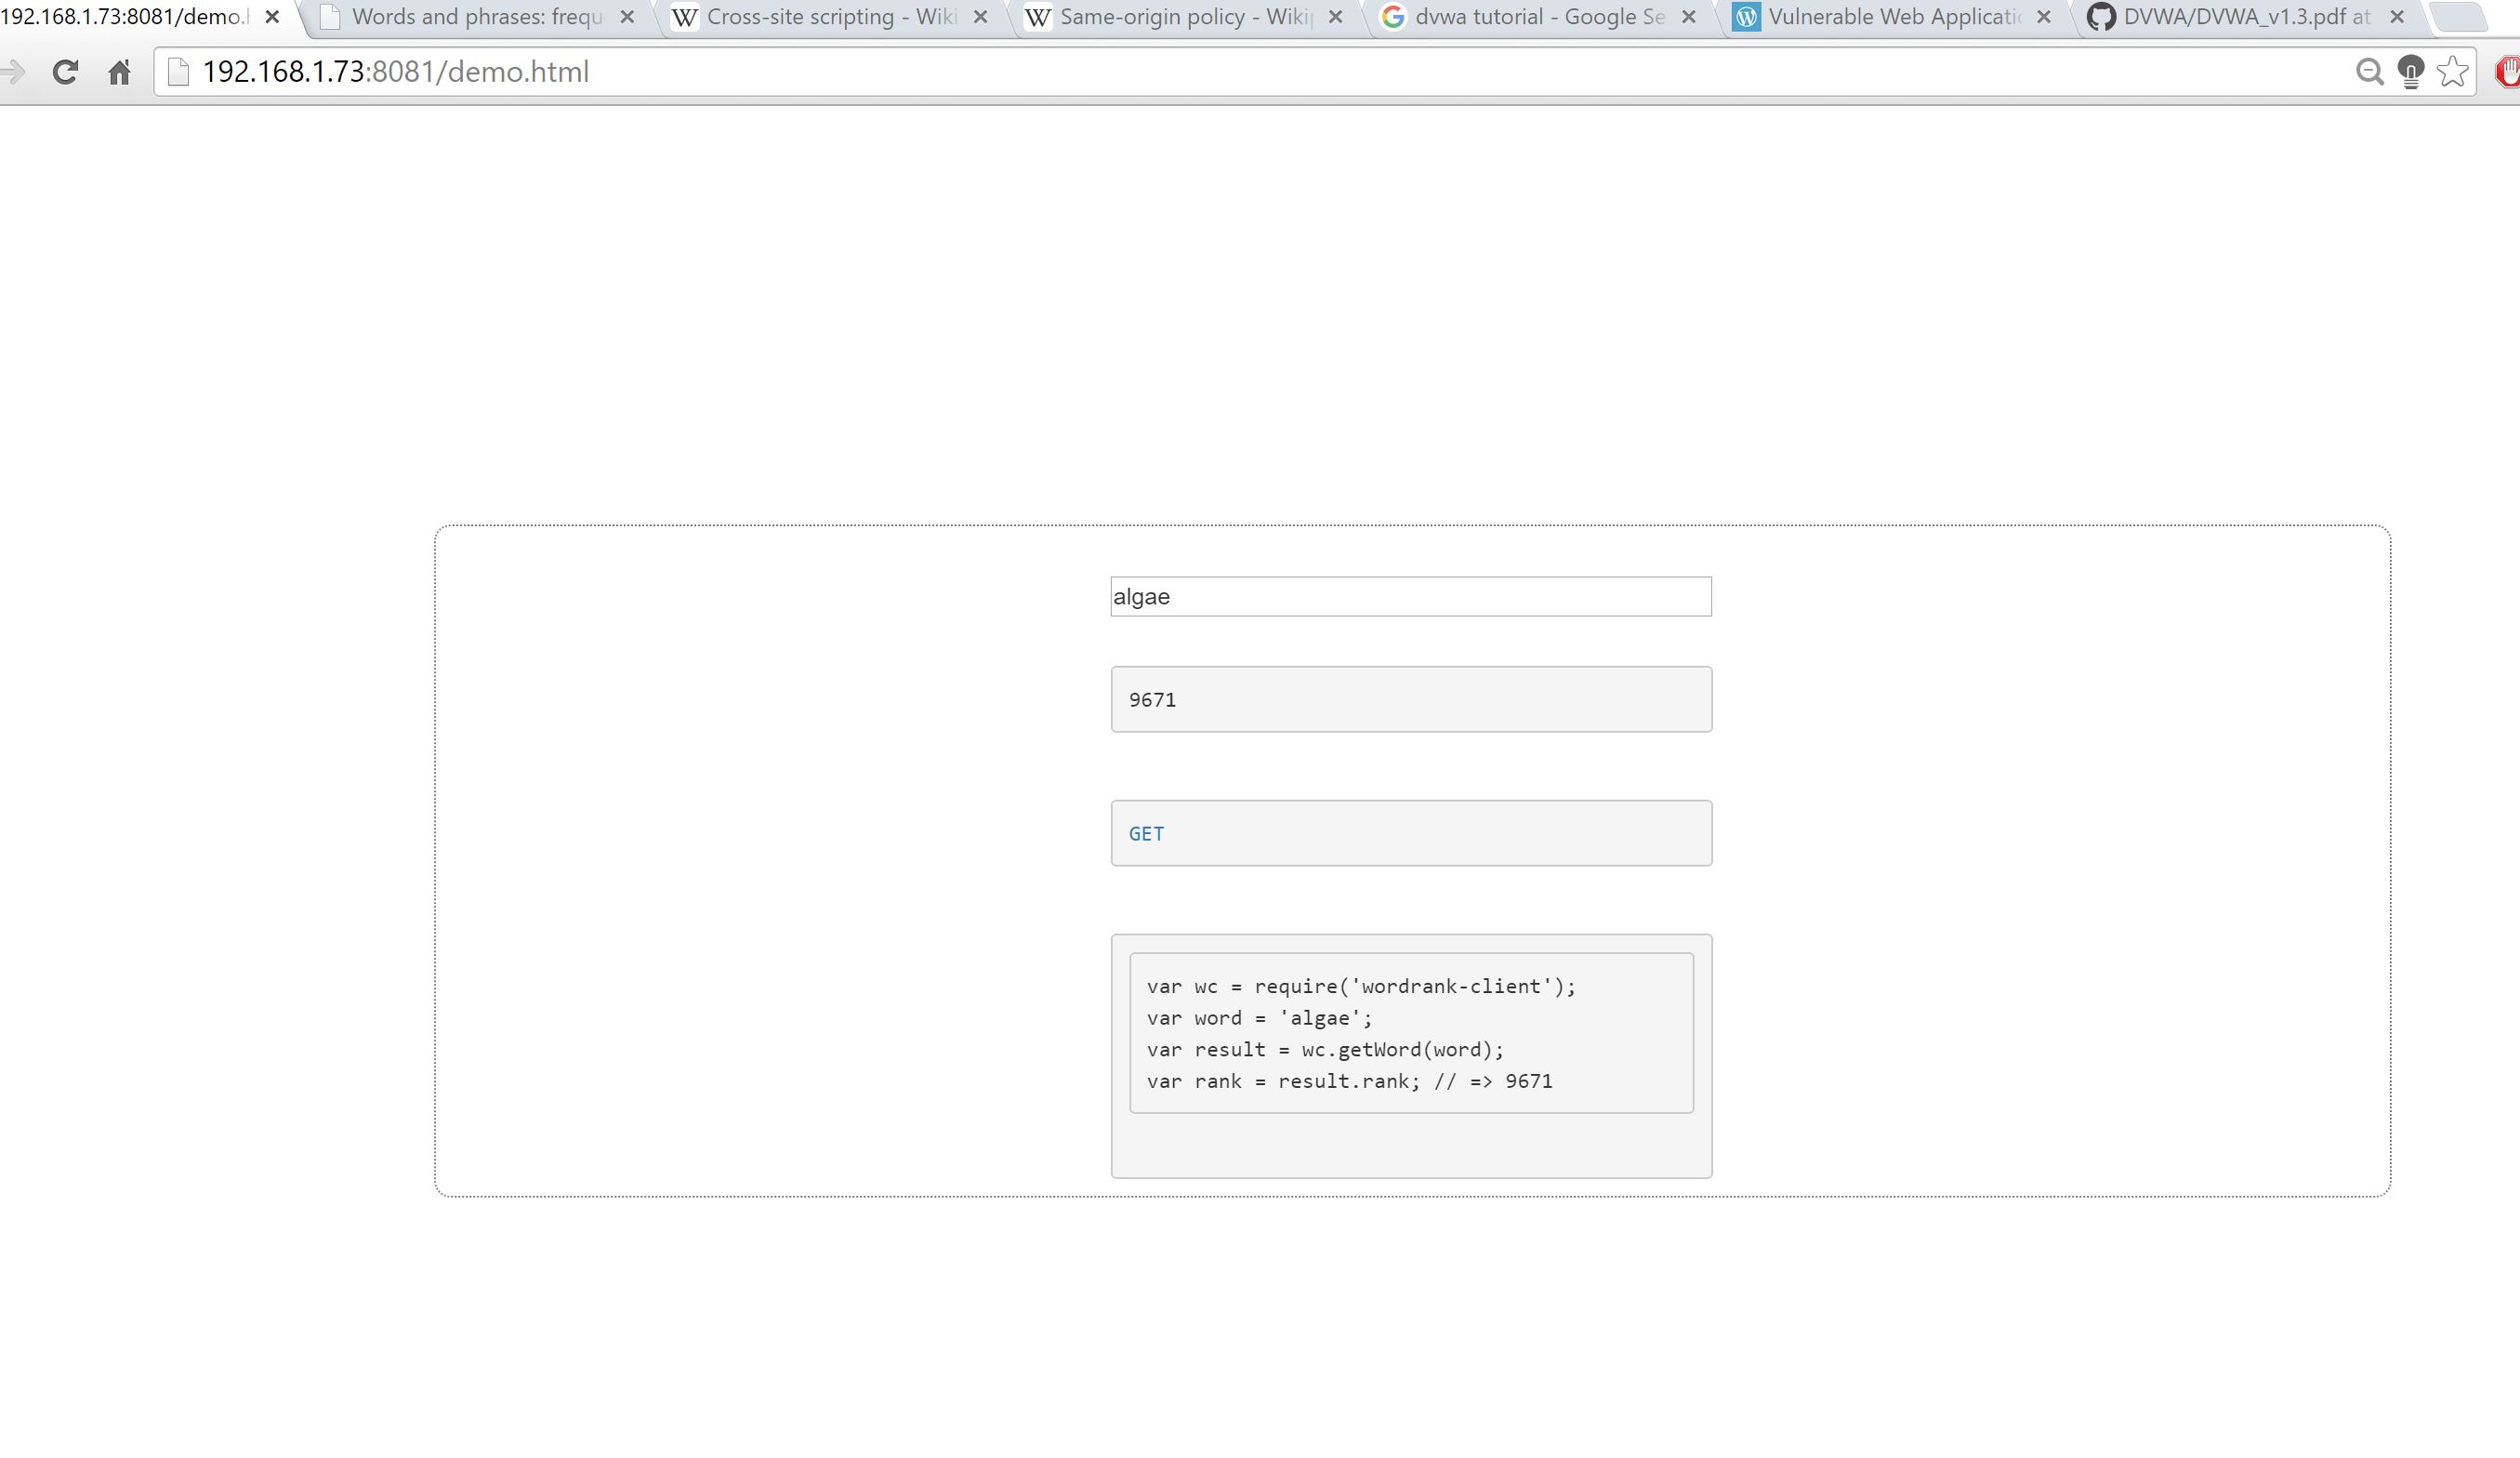 192.168.1.73:8081/demo.
Words and phrases: frequ
Cross-site scripting - Wiki
Same-origin policy - Wiki
dvwa tutorial - Google Se
Vulnerable Web Applicati
DVWA/DVWA_v1.3.pdf at
192.168.1.73:8081/demo.html
algae
9671
GET
var wc = require('wordrank-client');
var word = 'algae';
var result = wc.getWord(word);
var rank = result.rank; // => 9671